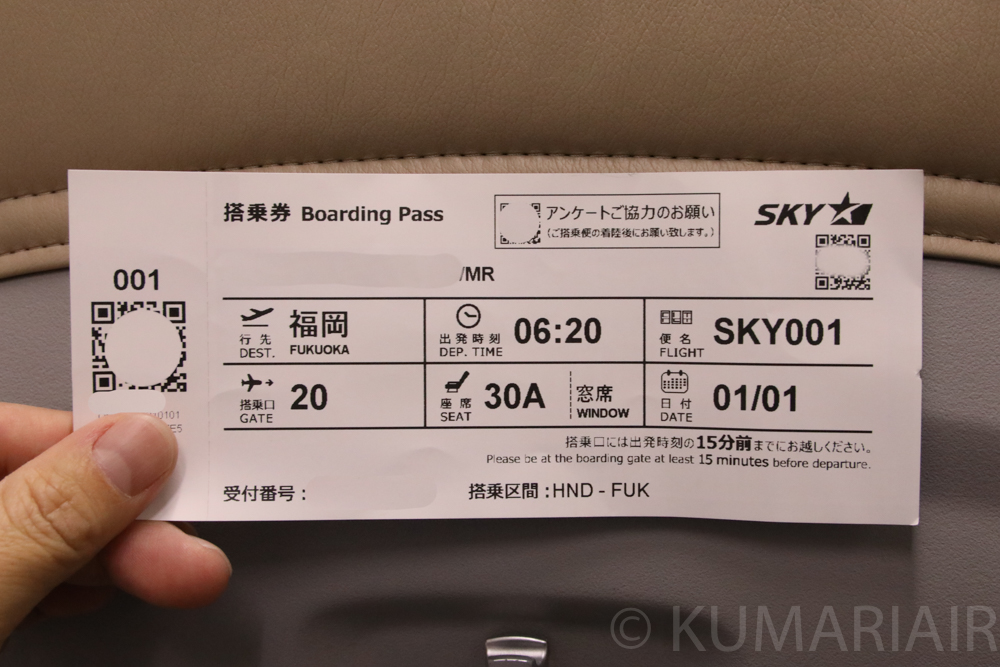 搭乗券 Boarding Pass
アンケートご協力のお願い
(ご搭乗便の着陸後にお願い致します。)
SKY
001
/MR
行先 福岡
DEST. FUKUOKA
出発時刻 06:20
DEP. TIME
便名 SKY001
FLIGHT
搭乗口 20
GATE
座席 30A 窓席
SEAT WINDOW
日付 01/01
DATE
搭乗口には出発時刻の15分前までにお越しください。
Please be at the boarding gate at least 15 minutes before departure.
受付番号:
搭乗区間:HND - FUK
© KUMARIAIR